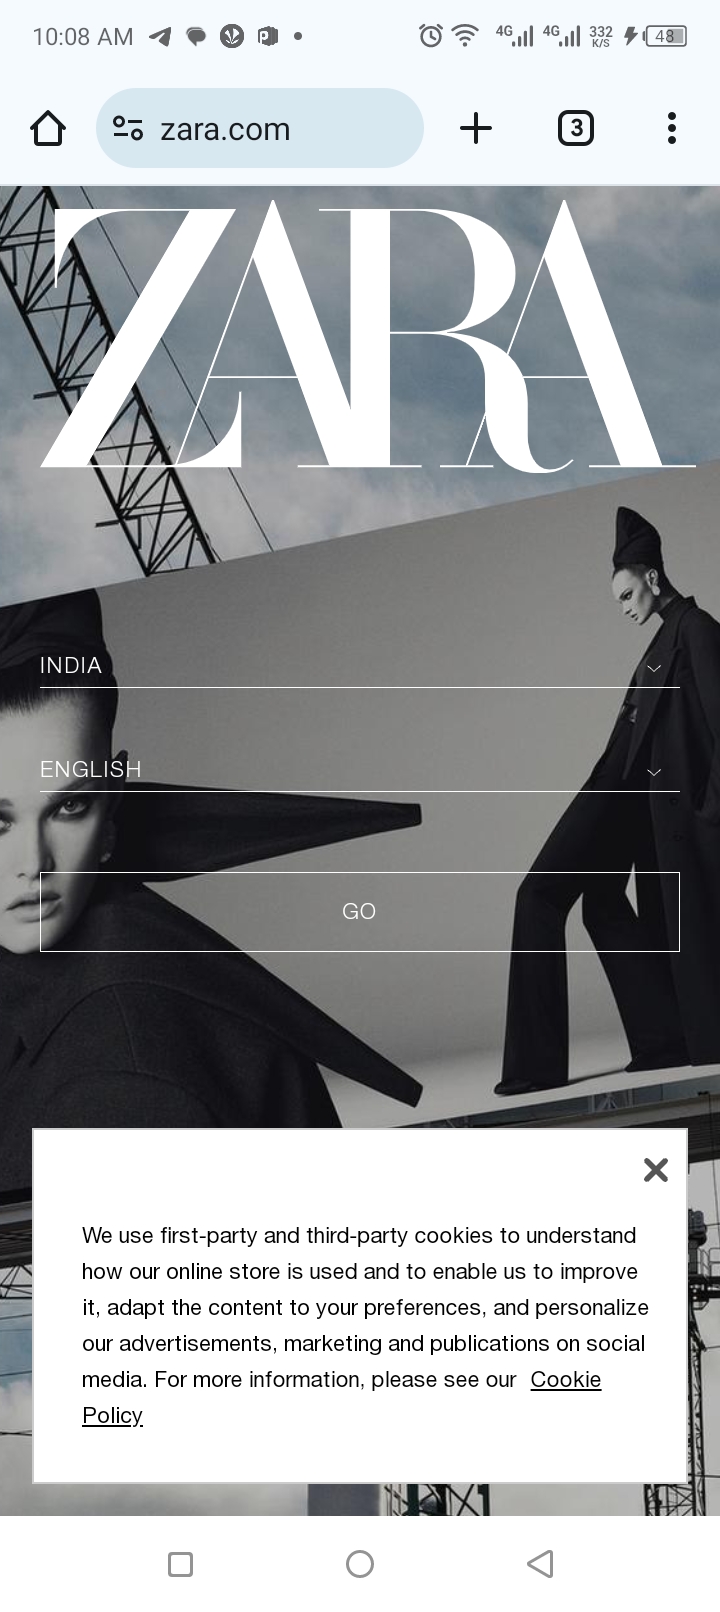 10:08 AM 4G 4G 332 K/S 48
zara.com 3
ZARA
INDIA
ENGLISH
GO
We use first-party and third-party cookies to understand
how our online store is used and to enable us to improve
it, adapt the content to your preferences, and personalize
our advertisements, marketing and publications on social
media. For more information, please see our Cookie
Policy